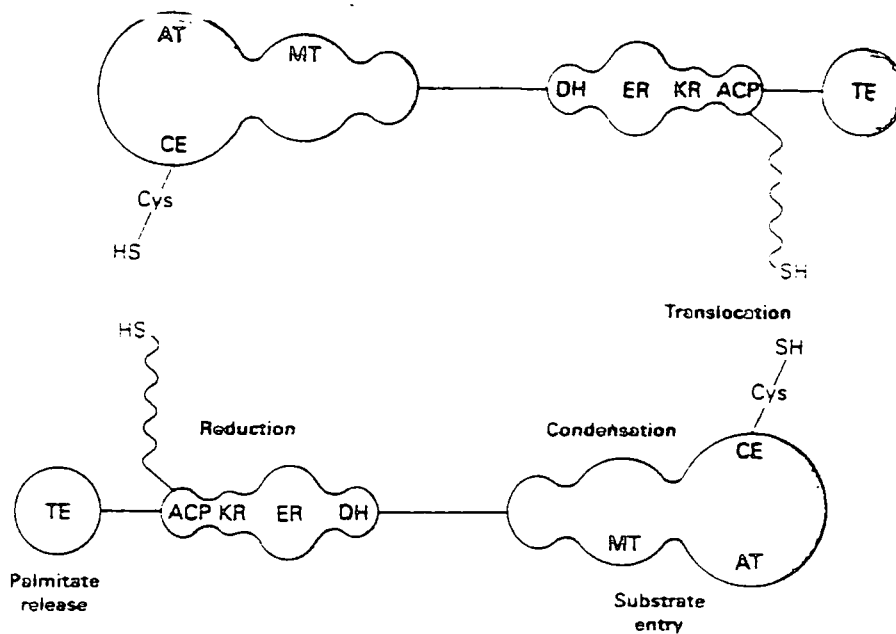 AT
MT
DH ER KR ACP
TE
CE
Cys
HS
SH
Translocation
HS
SH
Cys
Reduction
Condensation
CE
TE
ACP KR ER DH
MT
AT
Palmitate
release
Substrate
entry